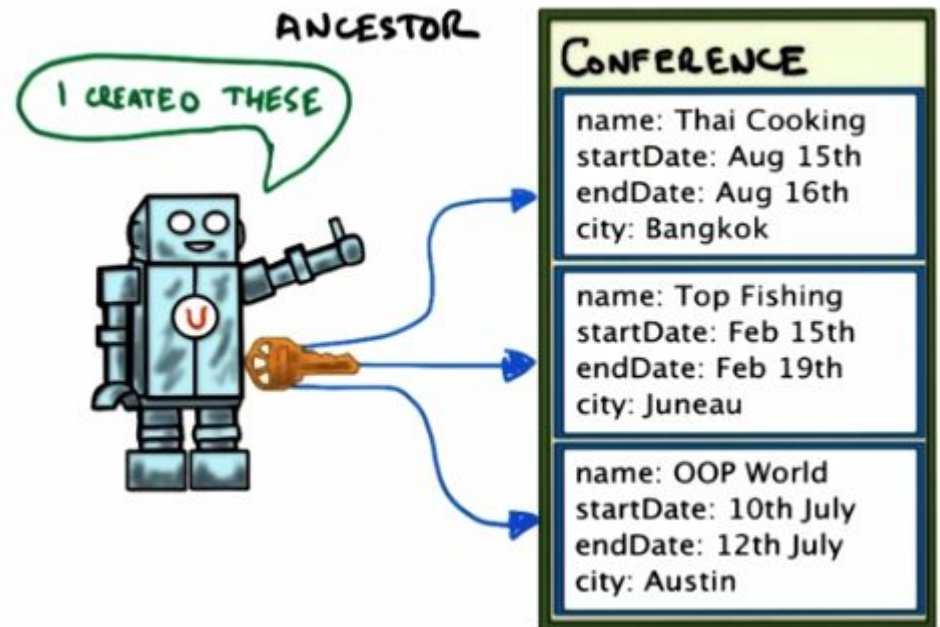 ANCESTOR
I CREATED THESE
U
CONFERENCE
name: Thai Cooking
startDate: Aug 15th
endDate: Aug 16th
city: Bangkok
name: Top Fishing
startDate: Feb 15th
endDate: Feb 19th
city: Juneau
name: OOP World
startDate: 10th July
endDate: 12th July
city: Austin